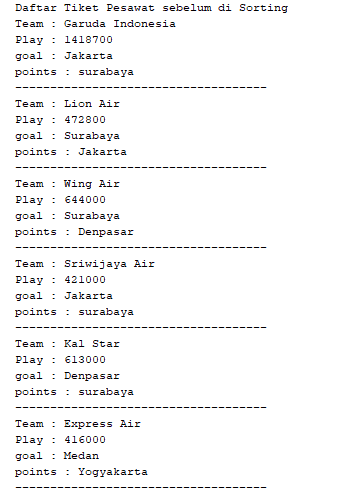 Daftar Tiket Pesawat sebelum di Sorting
Team : Garuda Indonesia
Play : 1418700
goal : Jakarta
points : surabaya
------------------------------------
Team : Lion Air
Play : 472800
goal : Surabaya
points : Jakarta
------------------------------------
Team : Wing Air
Play : 644000
goal : Surabaya
points : Denpasar
------------------------------------
Team : Sriwijaya Air
Play : 421000
goal : Jakarta
points : surabaya
------------------------------------
Team : Kal Star
Play : 613000
goal : Denpasar
points : surabaya
------------------------------------
Team : Express Air
Play : 416000
goal : Medan
points : Yogyakarta
------------------------------------